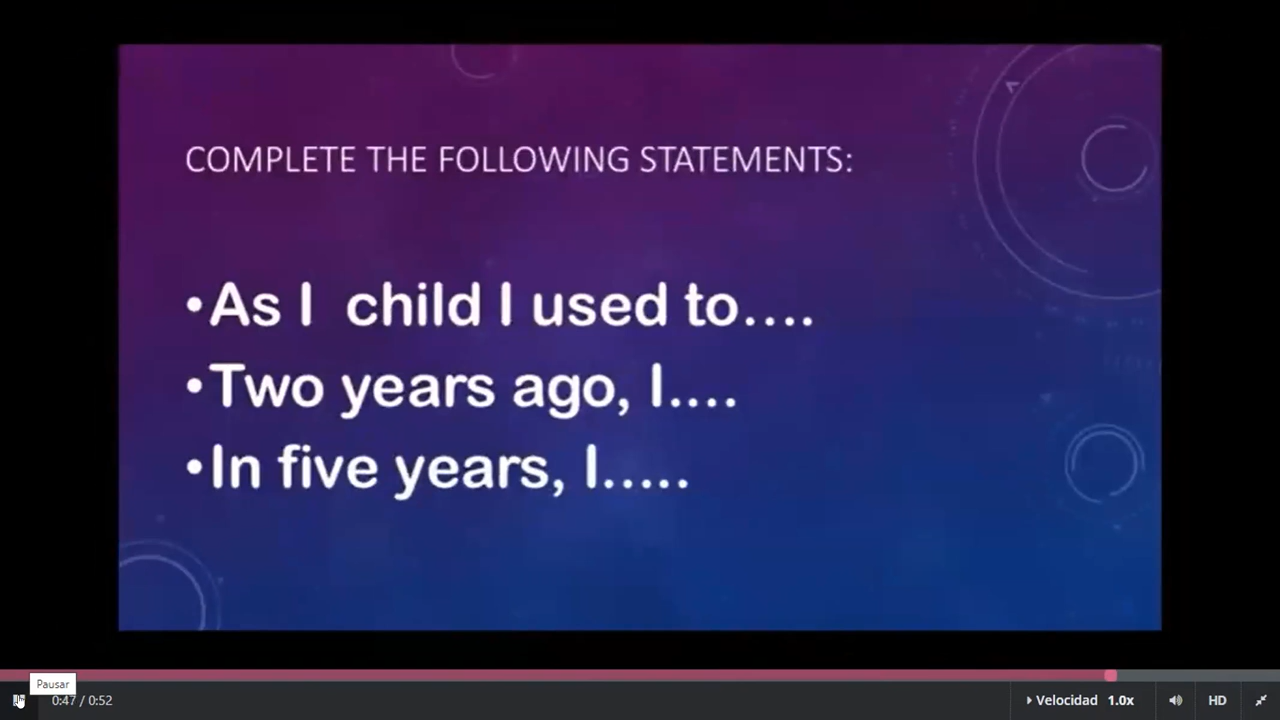 COMPLETE THE FOLLOWING STATEMENTS:
•As I child I used to....
•Two years ago, I....
•In five years, I.....
Pausar
0:47 / 0:52
Velocidad 1.0x
HD